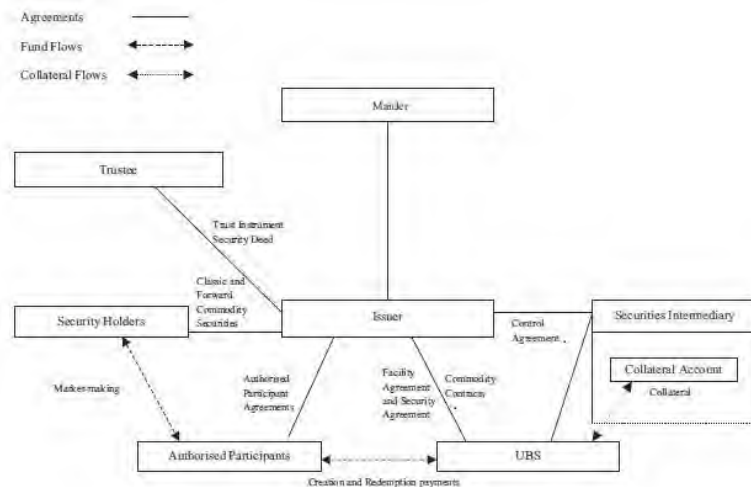 Agreements
Fund Flows
Collateral Flows
Trustee
Trust Instrument
Security Deed
Classic and
Forward
Commodity
Securities
Security Holders
Issuer
Securities Intermediary
Control
Agreement
Collateral Account
Collateral
Market-making
Authorised
Participant
Agreements
Facility
Agreement
and Security
Agreement
Commodity
Contracts
Authorised Participants
UBS
Creation and Redemption payments